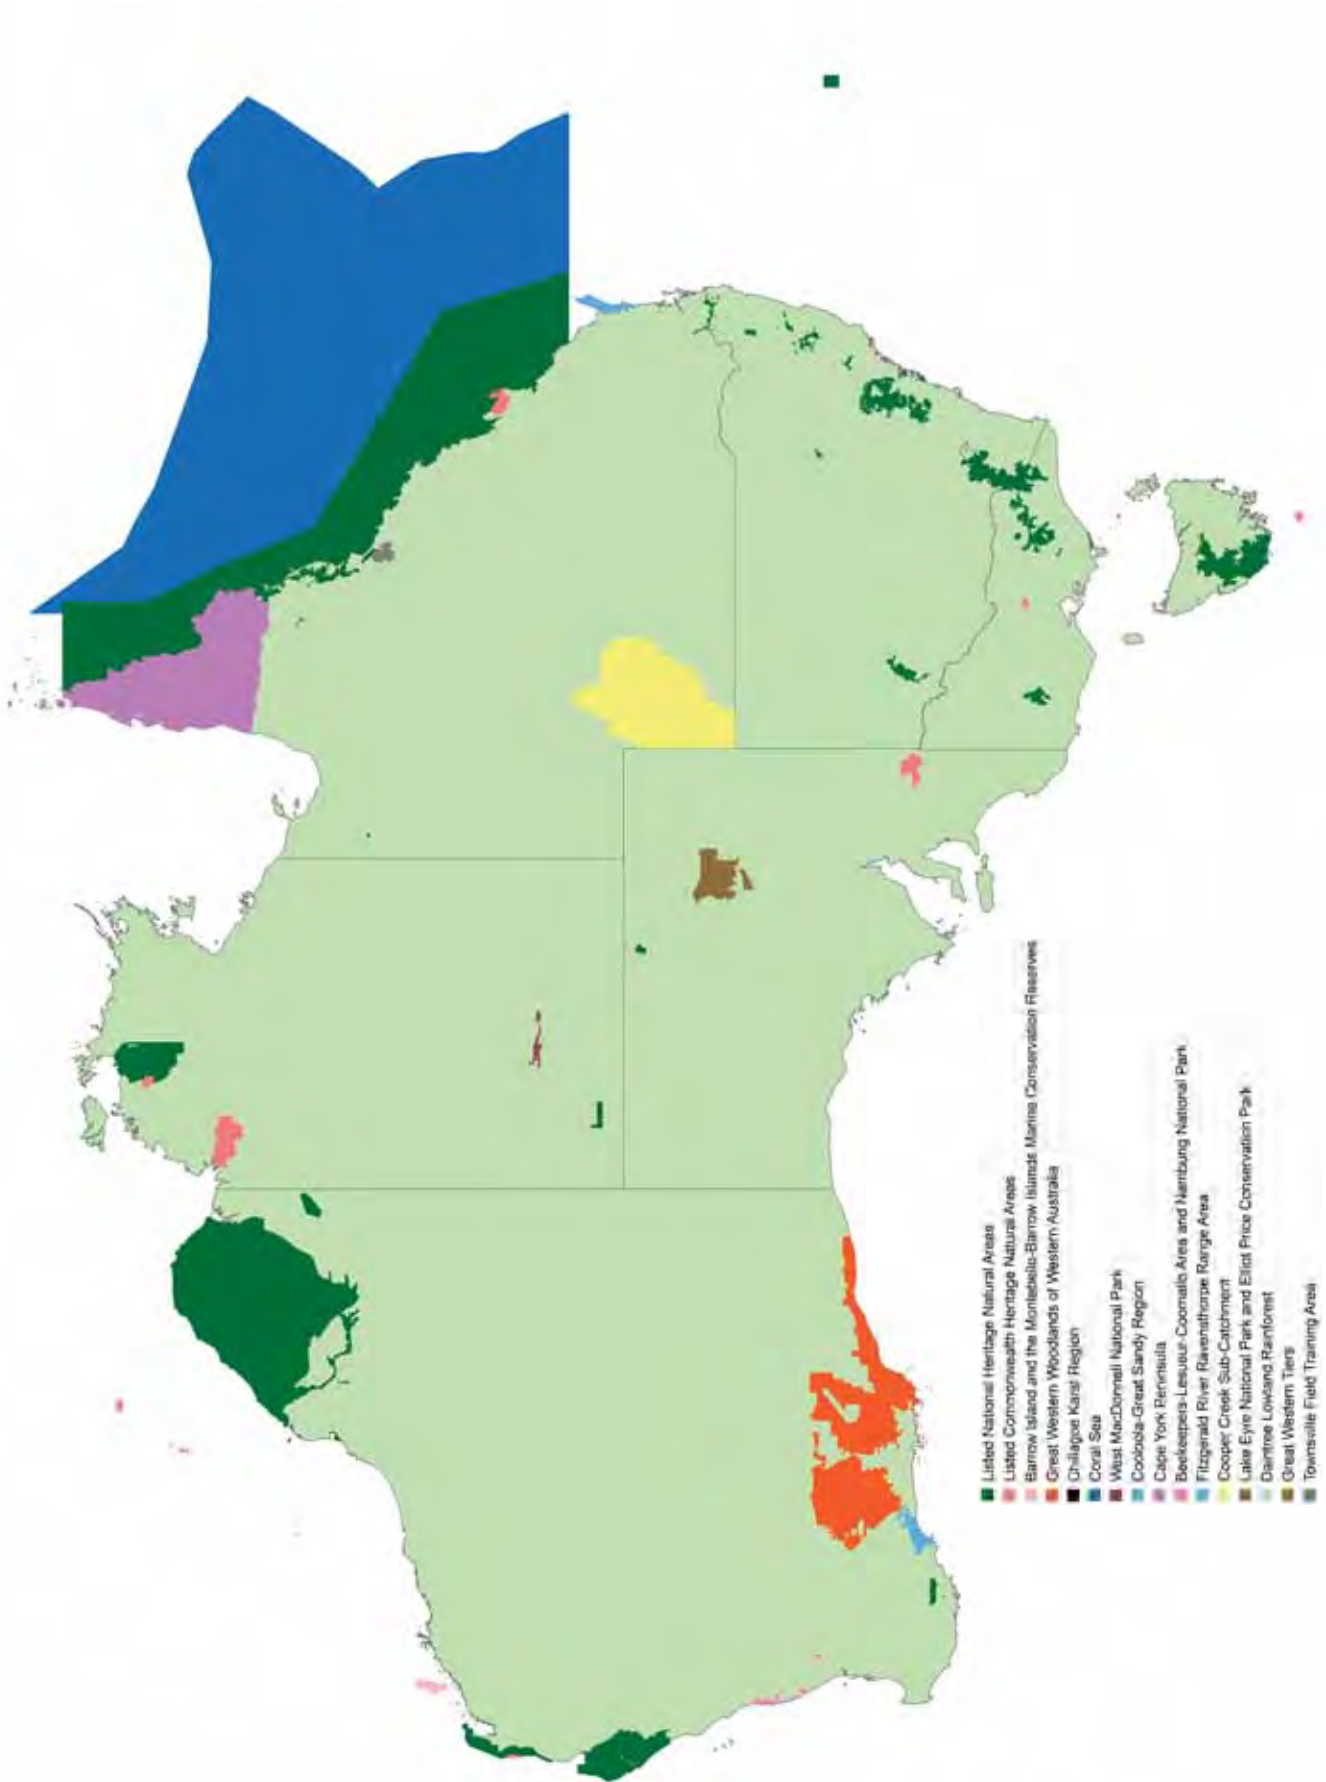 Listed National Heritage Natural Areas
Listed Commonwealth Heritage Natural Areas
Barrow Island and the Montebello-Barrow Islands Marine Conservation Reserves
Great Western Woodlands of Western Australia
Chillagoe Karst Region
Coral Sea
West MacDonnell National Park
Cooloola-Great Sandy Region
Cape York Peninsula
Beekeepers-Lesueur-Coomallo Area and Nambung National Park
Fitzgerald River Ravensthorpe Range Area
Cooper Creek Sub-Catchment
Lake Eyre National Park and Elliot Price Conservation Park
Daintree Lowland Rainforest
Great Western Tiers
Townsville Field Training Area